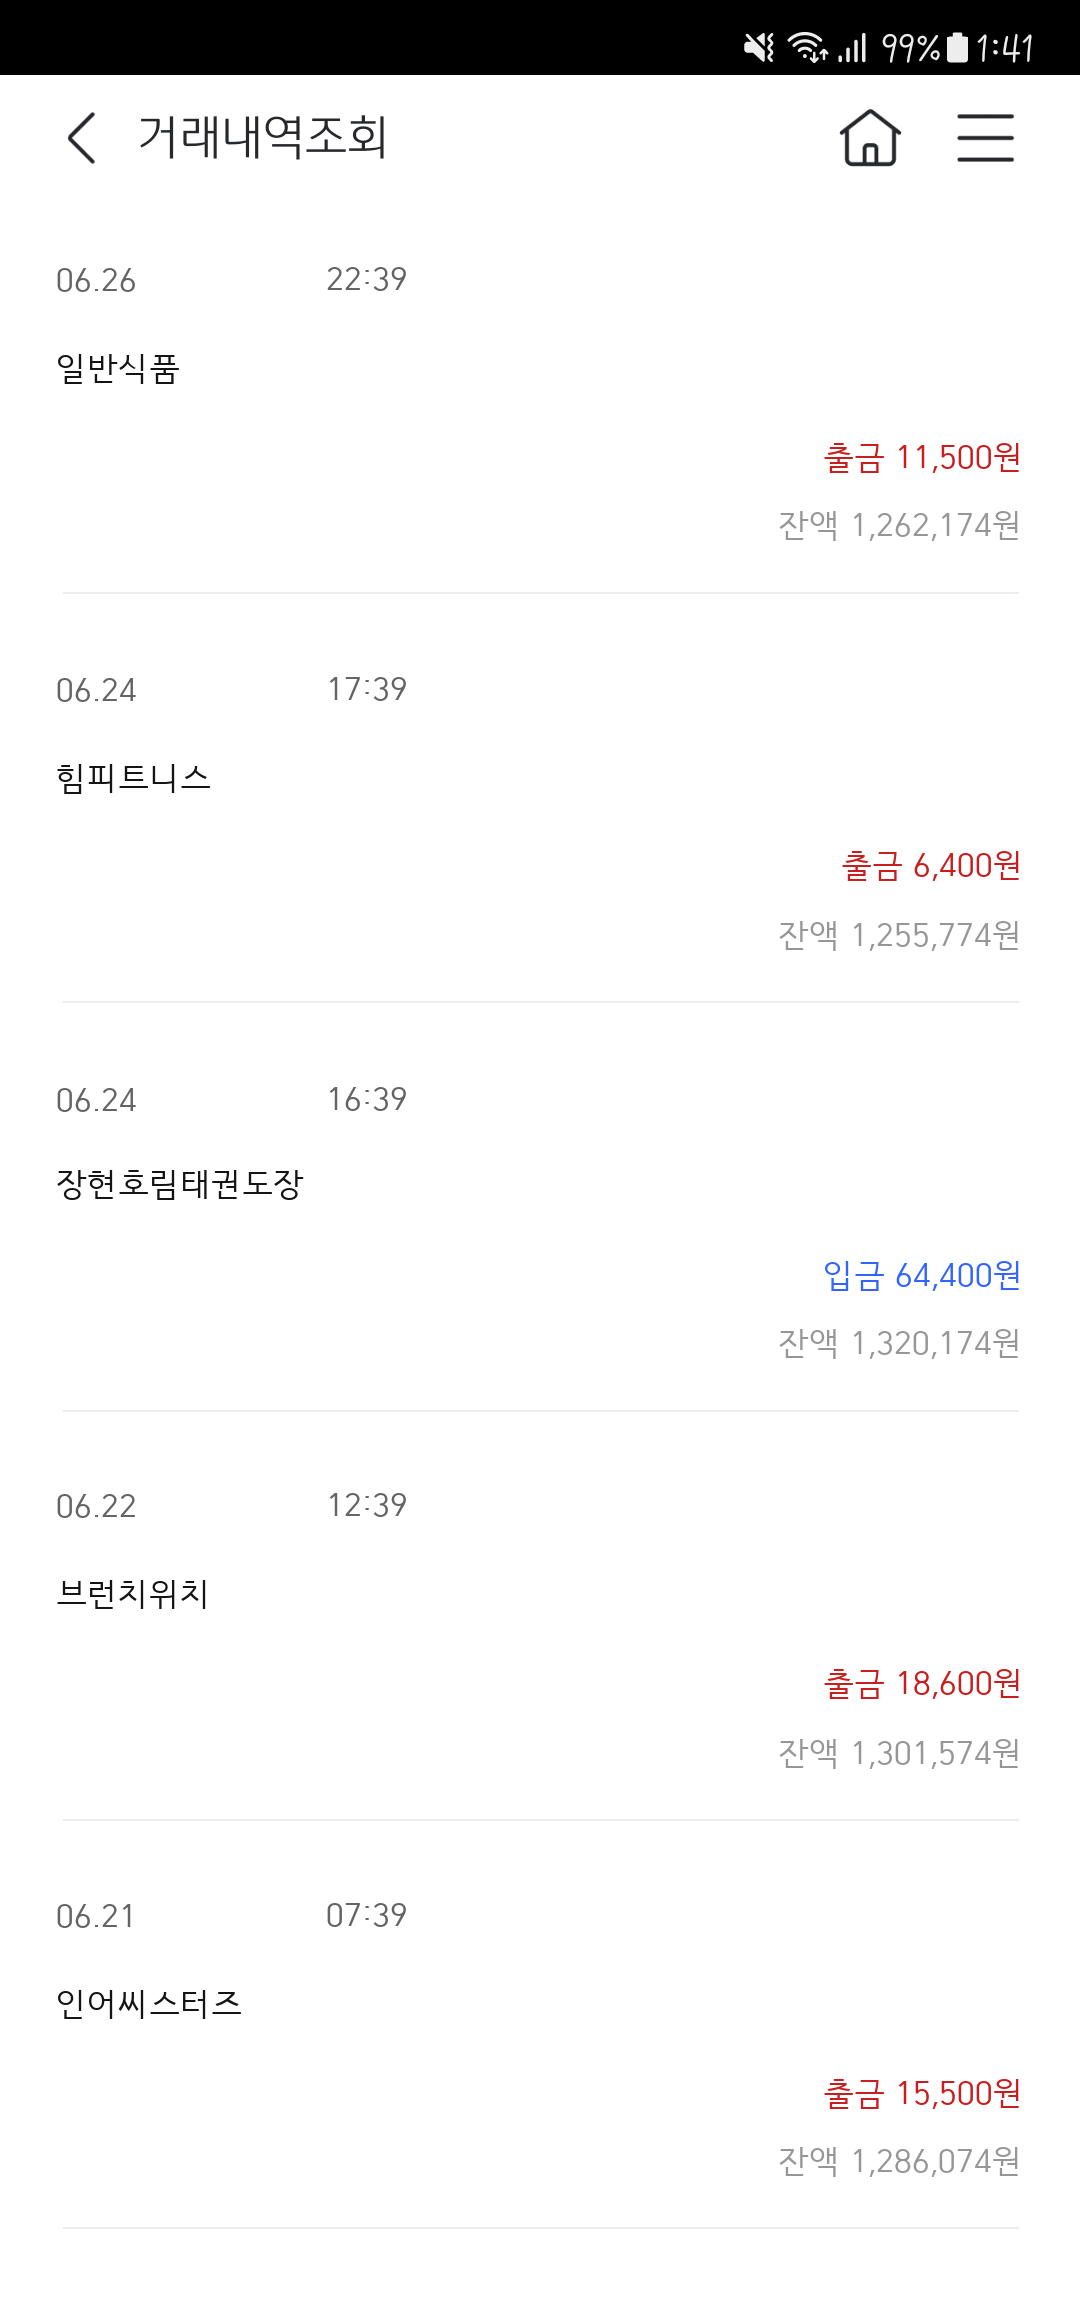 99% 1:41
거래내역조회
06.26 22:39
일반식품
출금 11,500원
잔액 1,262,174원
06.24 17:39
힘피트니스
출금 6,400원
잔액 1,255,774원
06.24 16:39
장현호림태권도장
입금 64,400원
잔액 1,320,174원
06.22 12:39
브런치위치
출금 18,600원
잔액 1,301,574원
06.21 07:39
인어씨스터즈
출금 15,500원
잔액 1,286,074원